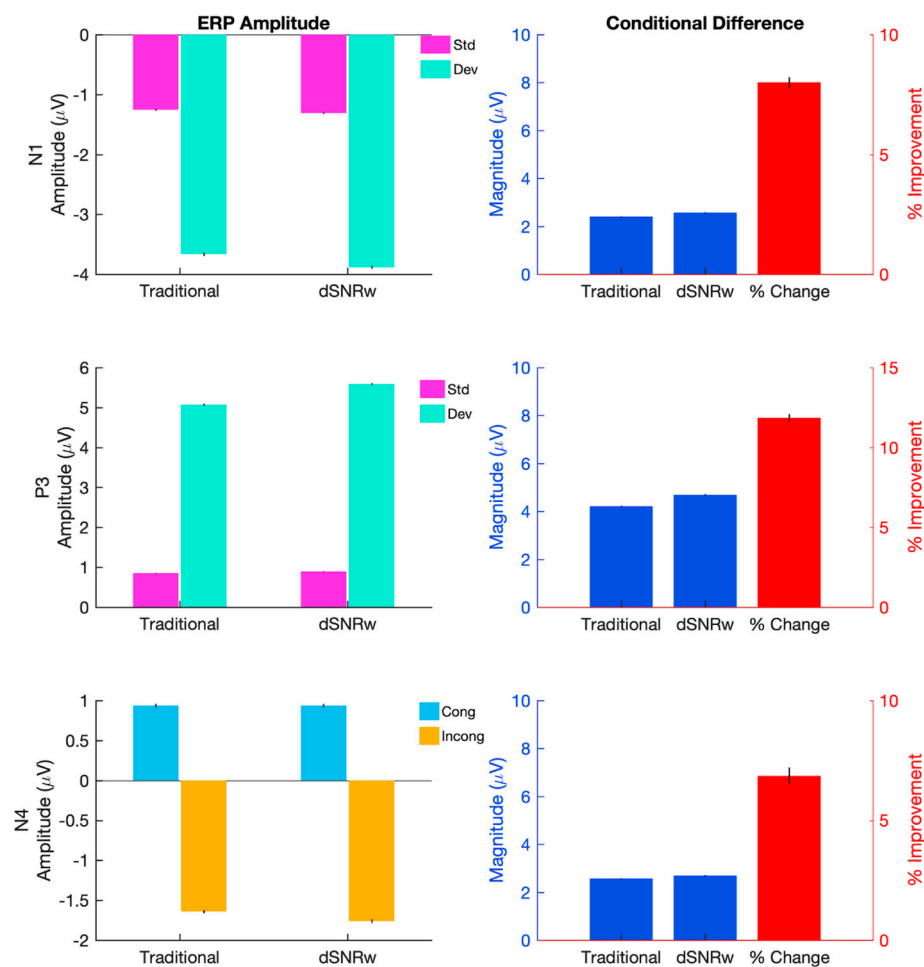 ERP Amplitude
N1
Amplitude (μV)
0
-1
-2
-3
-4
Std
Dev
Traditional
dSNRw
Conditional Difference
Magnitude (μV)
10
8
6
4
2
0
10
5
0
% Improvement
Traditional
dSNRw
% Change
P3
Amplitude (μV)
6
5
4
3
2
1
0
Std
Dev
Traditional
dSNRw
Magnitude (μV)
10
8
6
4
2
0
15
10
5
0
% Improvement
Traditional
dSNRw
% Change
N4
Amplitude (μV)
1
0.5
0
-0.5
-1
-1.5
-2
Cong
Incong
Traditional
dSNRw
Magnitude (μV)
10
8
6
4
2
0
10
5
0
% Improvement
Traditional
dSNRw
% Change